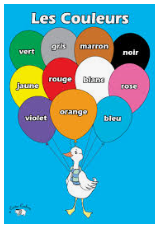 Les Couleurs
vert
gris
marron
noir
jaune
rouge
blanc
rose
violet
orange
bleu